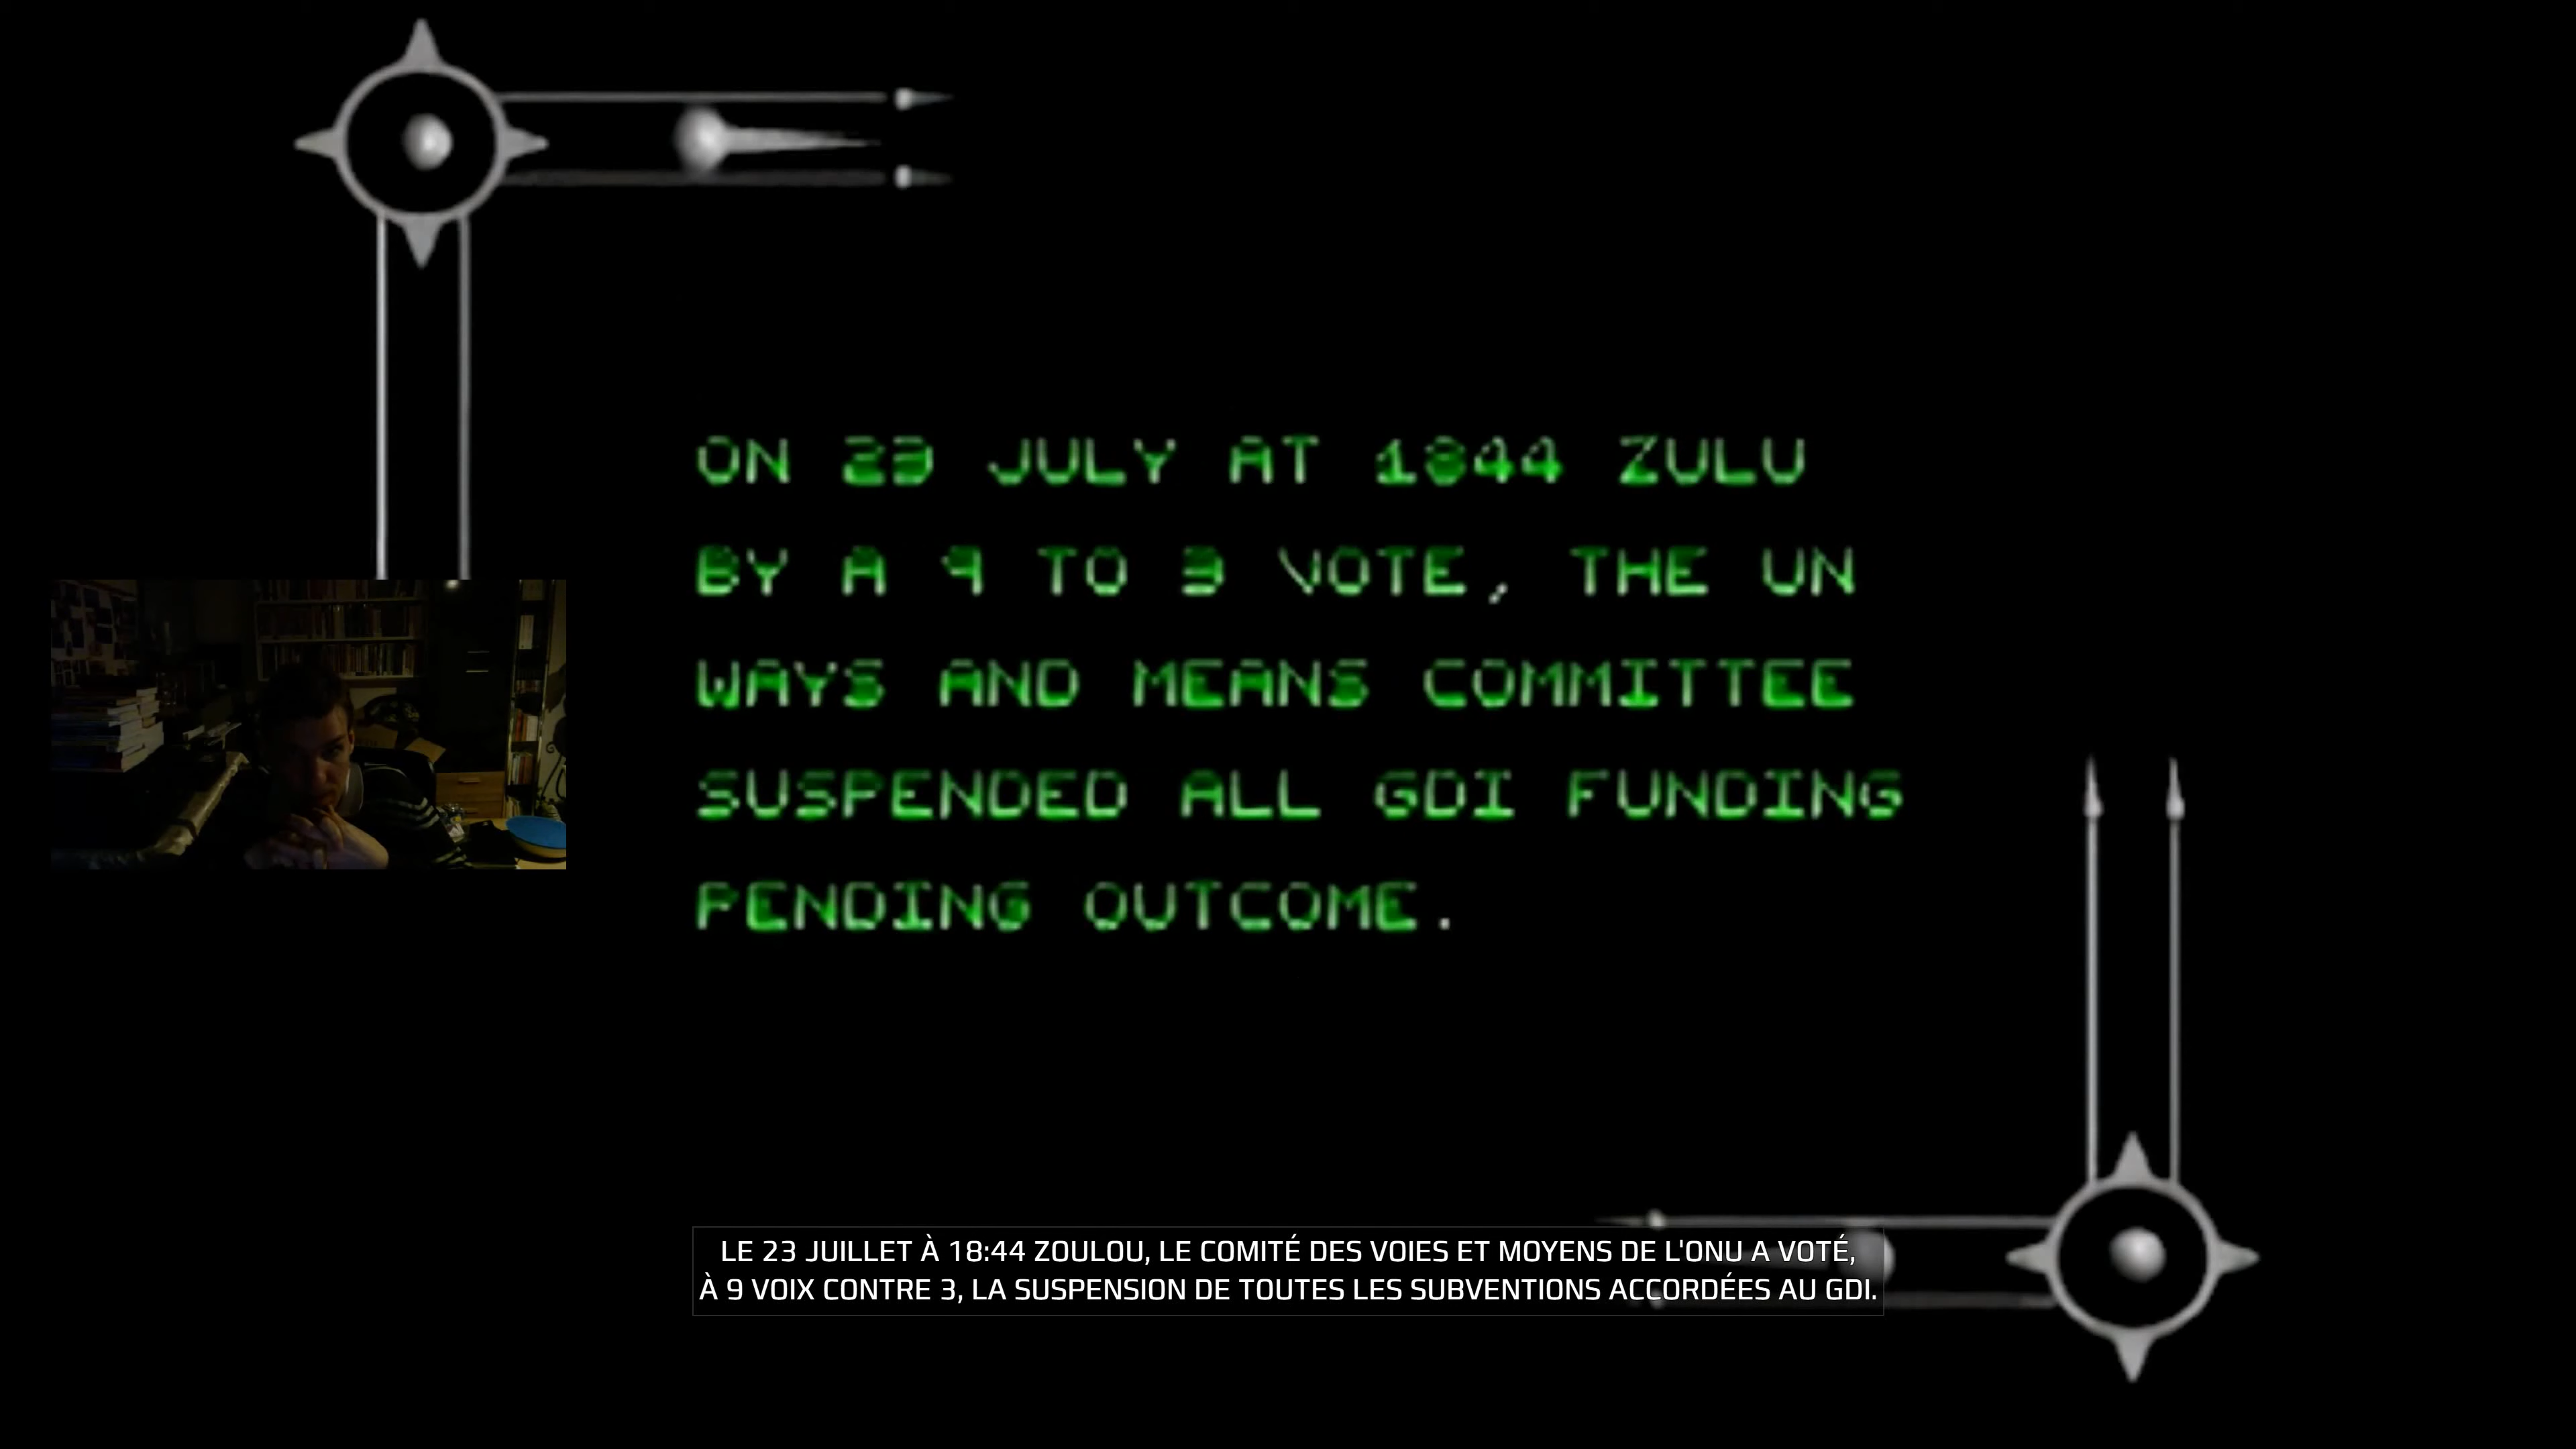 ON 23 JULY AT 1844 ZULU
BY A 9 TO 3 VOTE, THE UN
WAYS AND MEANS COMMITTEE
SUSPENDED ALL GDI FUNDING
PENDING OUTCOME.
LE 23 JUILLET À 18:44 ZOULOU, LE COMITÉ DES VOIES ET MOYENS DE L'ONU A VOTÉ,
À 9 VOIX CONTRE 3, LA SUSPENSION DE TOUTES LES SUBVENTIONS ACCORDÉES AU GDI.